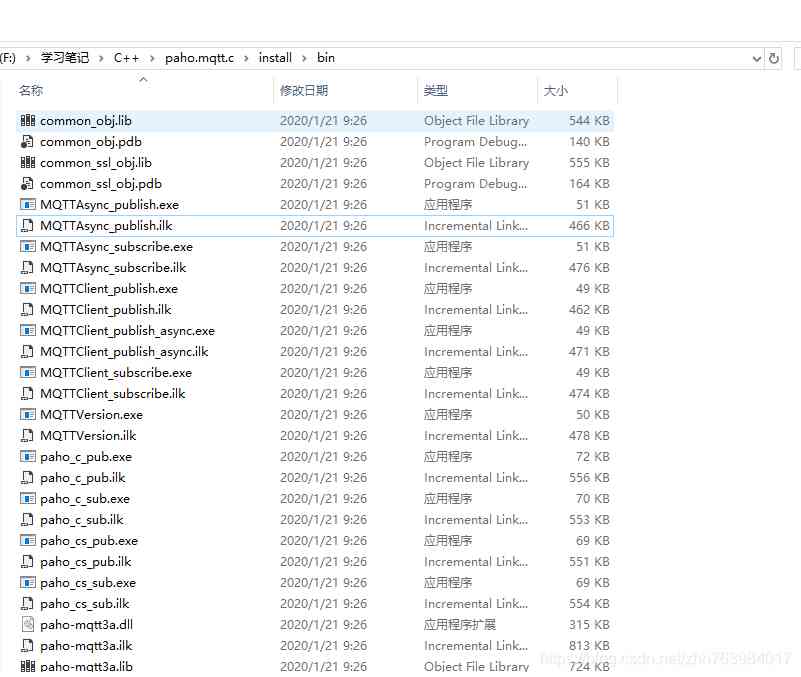 (F:) › 学习笔记 › C++ › paho.mqtt.c › install › bin
名称 修改日期 类型 大小
common_obj.lib 2020/1/21 9:26 Object File Library 544 KB
common_obj.pdb 2020/1/21 9:26 Program Debug... 140 KB
common_ssl_obj.lib 2020/1/21 9:26 Object File Library 555 KB
common_ssl_obj.pdb 2020/1/21 9:26 Program Debug... 164 KB
MQTTAsync_publish.exe 2020/1/21 9:26 应用程序 51 KB
MQTTAsync_publish.ilk 2020/1/21 9:26 Incremental Link... 466 KB
MQTTAsync_subscribe.exe 2020/1/21 9:26 应用程序 51 KB
MQTTAsync_subscribe.ilk 2020/1/21 9:26 Incremental Link... 476 KB
MQTTClient_publish.exe 2020/1/21 9:26 应用程序 49 KB
MQTTClient_publish.ilk 2020/1/21 9:26 Incremental Link... 462 KB
MQTTClient_publish_async.exe 2020/1/21 9:26 应用程序 49 KB
MQTTClient_publish_async.ilk 2020/1/21 9:26 Incremental Link... 471 KB
MQTTClient_subscribe.exe 2020/1/21 9:26 应用程序 49 KB
MQTTClient_subscribe.ilk 2020/1/21 9:26 Incremental Link... 474 KB
MQTTVersion.exe 2020/1/21 9:26 应用程序 50 KB
MQTTVersion.ilk 2020/1/21 9:26 Incremental Link... 478 KB
paho_c_pub.exe 2020/1/21 9:26 应用程序 72 KB
paho_c_pub.ilk 2020/1/21 9:26 Incremental Link... 556 KB
paho_c_sub.exe 2020/1/21 9:26 应用程序 70 KB
paho_c_sub.ilk 2020/1/21 9:26 Incremental Link... 553 KB
paho_cs_pub.exe 2020/1/21 9:26 应用程序 69 KB
paho_cs_pub.ilk 2020/1/21 9:26 Incremental Link... 551 KB
paho_cs_sub.exe 2020/1/21 9:26 应用程序 69 KB
paho_cs_sub.ilk 2020/1/21 9:26 Incremental Link... 554 KB
paho-mqtt3a.dll 2020/1/21 9:26 应用程序扩展 315 KB
paho-mqtt3a.ilk 2020/1/21 9:26 Incremental Link... 813 KB
paho-mqtt3a.lib 2020/1/21 9:26 Object File Library 724 KB
https://blog.csdn.net/zhn763984017